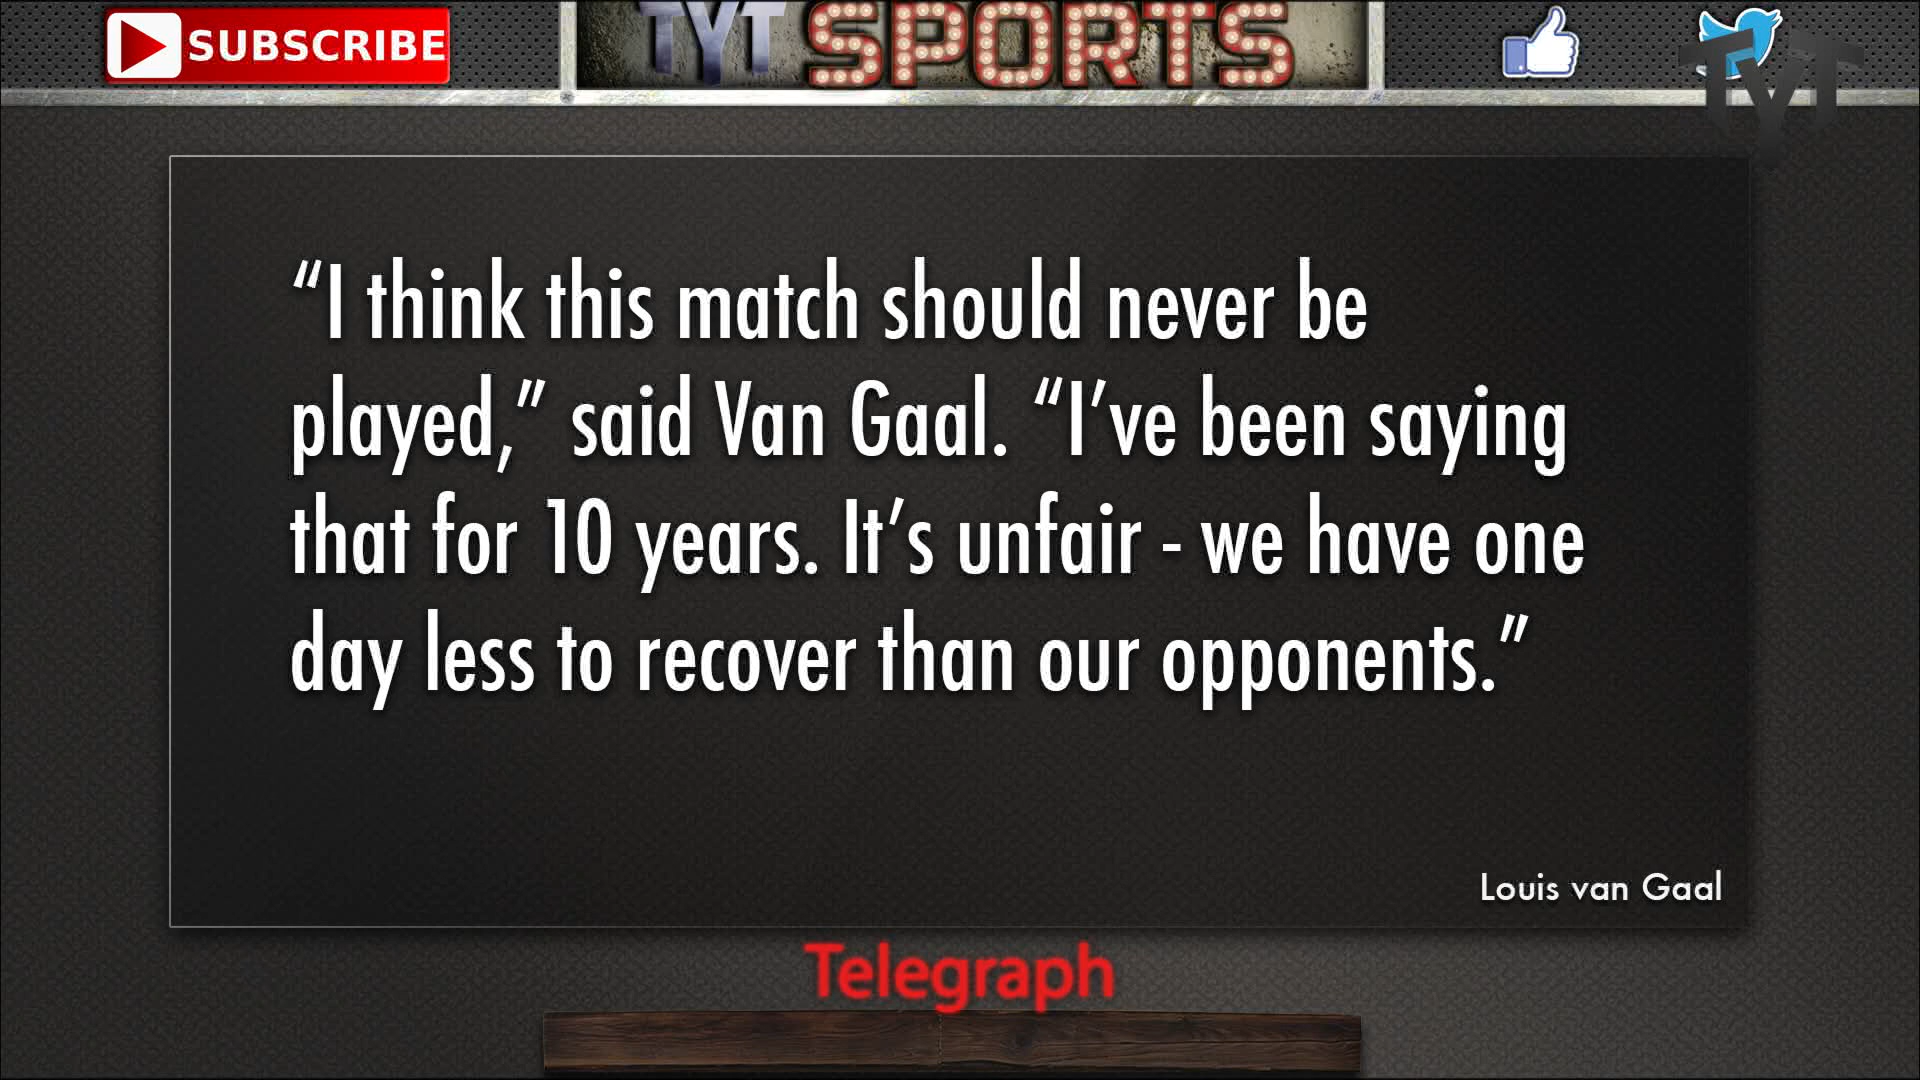 SUBSCRIBE
TYT SPORTS
TYT
“I think this match should never be
played,” said Van Gaal. “I’ve been saying
that for 10 years. It’s unfair - we have one
day less to recover than our opponents.”
Louis van Gaal
Telegraph